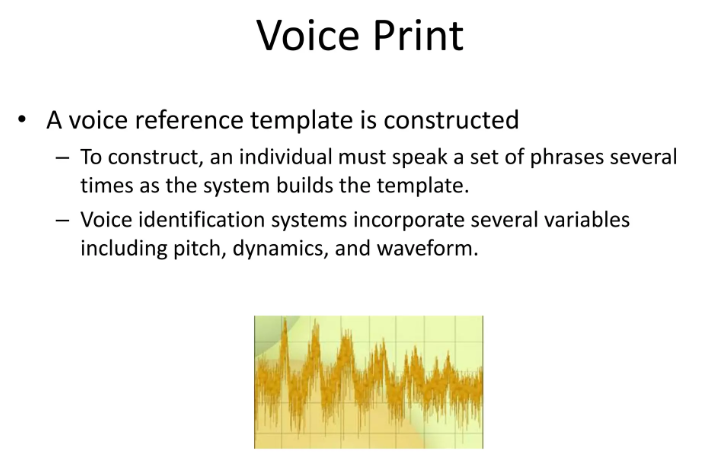 Voice Print
• A voice reference template is constructed
– To construct, an individual must speak a set of phrases several
times as the system builds the template.
– Voice identification systems incorporate several variables
including pitch, dynamics, and waveform.